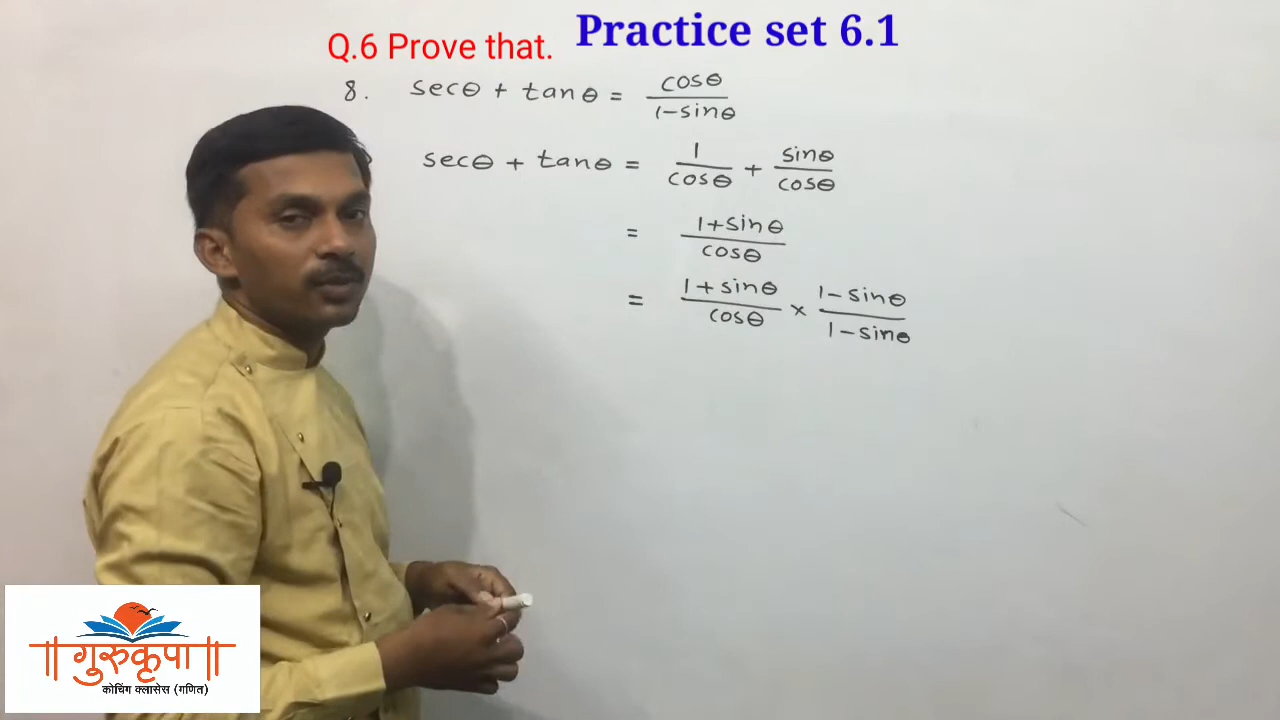 Practice set 6.1
Q.6 Prove that.
8. secθ + tanθ = cosθ / 1-sinθ
secθ + tanθ = 1/cosθ + sinθ/cosθ
= 1+sinθ / cosθ
= 1+sinθ / cosθ × 1-sinθ / 1-sinθ
॥ गुरुकृपा ॥
कोचिंग क्लासेस (गणित)